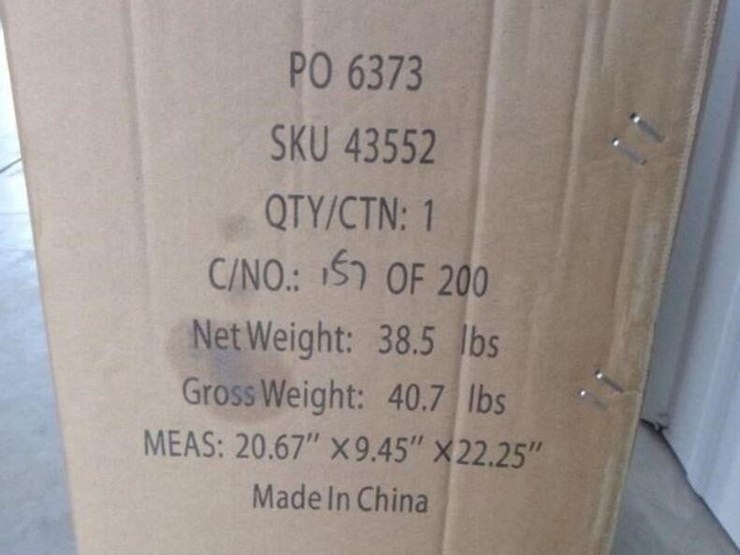 PO 6373
SKU 43552
QTY/CTN: 1
C/NO.: 157 OF 200
Net Weight: 38.5 lbs
Gross Weight: 40.7 lbs
MEAS: 20.67" X9.45" X22.25"
Made In China